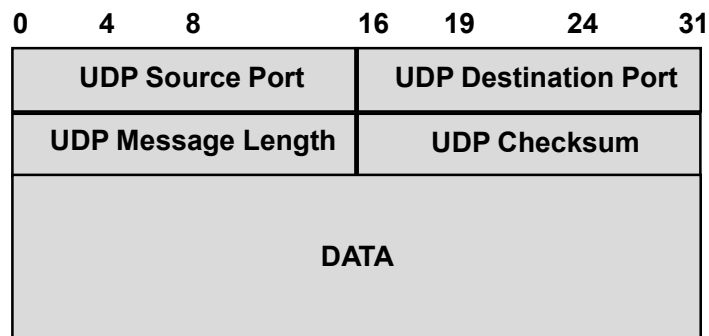 0 4 8 16 19 24 31
UDP Source Port UDP Destination Port
UDP Message Length UDP Checksum
DATA